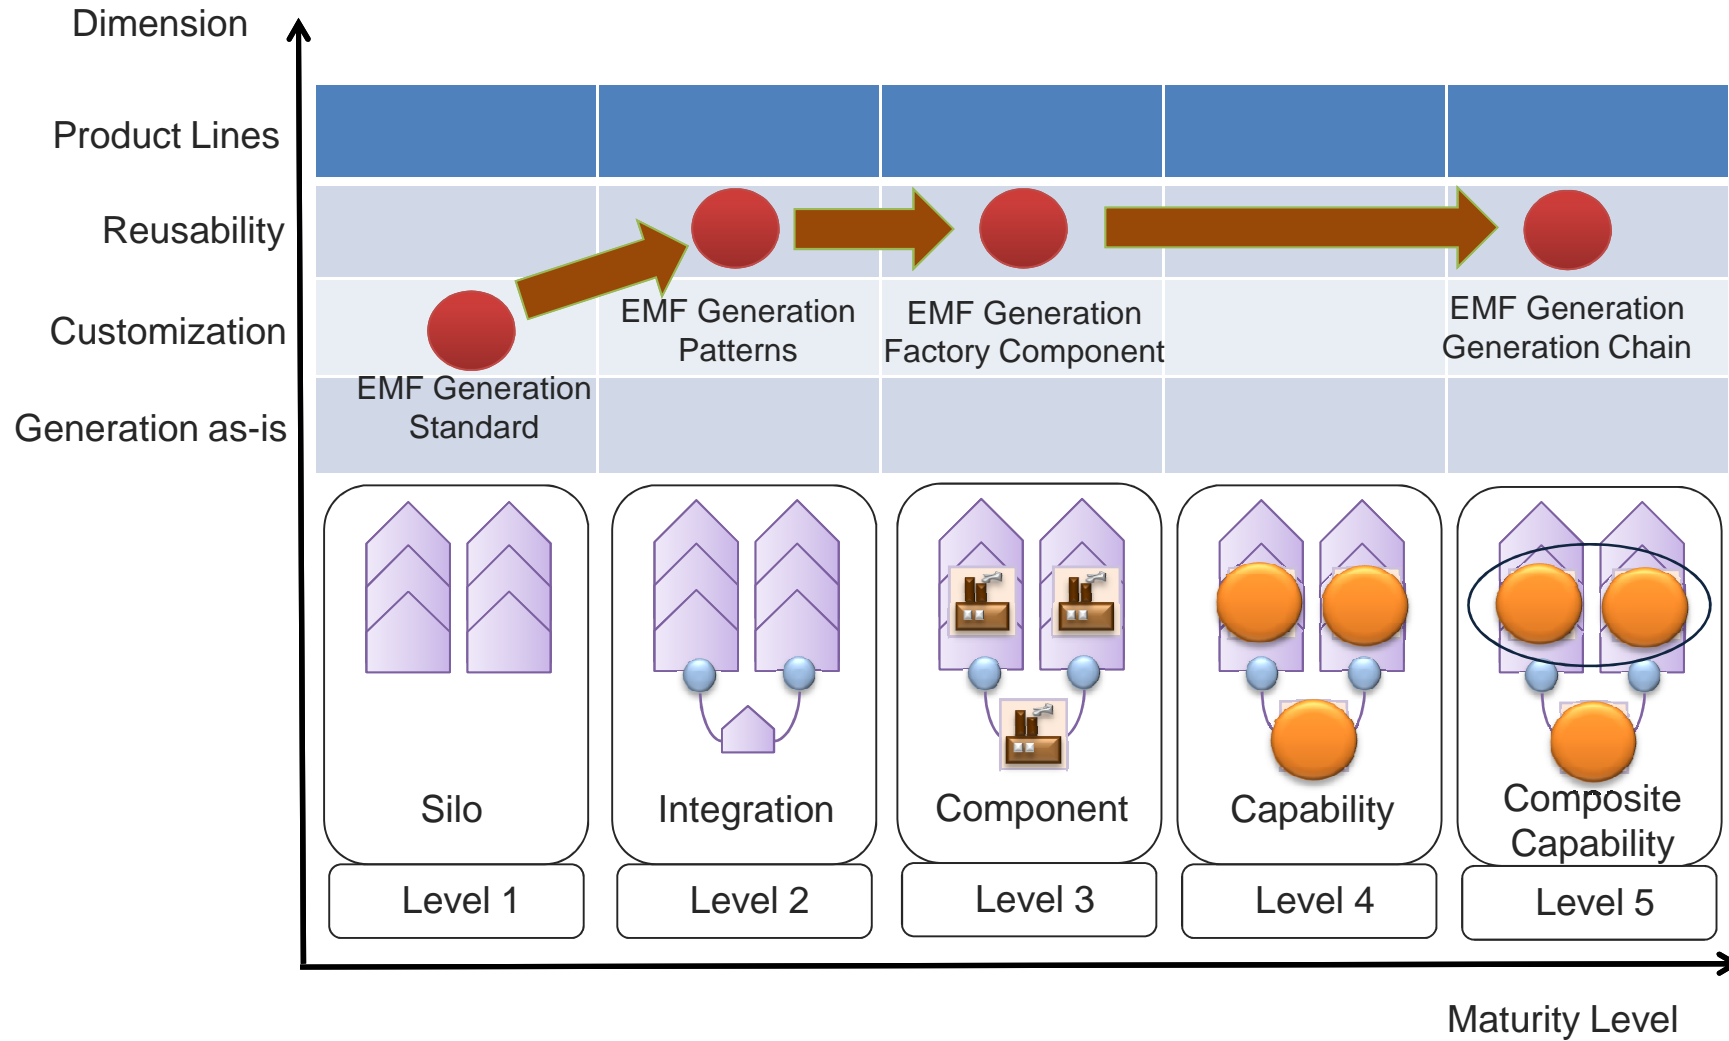 Dimension
Product Lines
Reusability
Customization
Generation as-is
EMF Generation
Standard
EMF Generation
Patterns
EMF Generation
Factory Component
EMF Generation
Generation Chain
Silo
Integration
Component
Capability
Composite
Capability
Level 1
Level 2
Level 3
Level 4
Level 5
Maturity Level